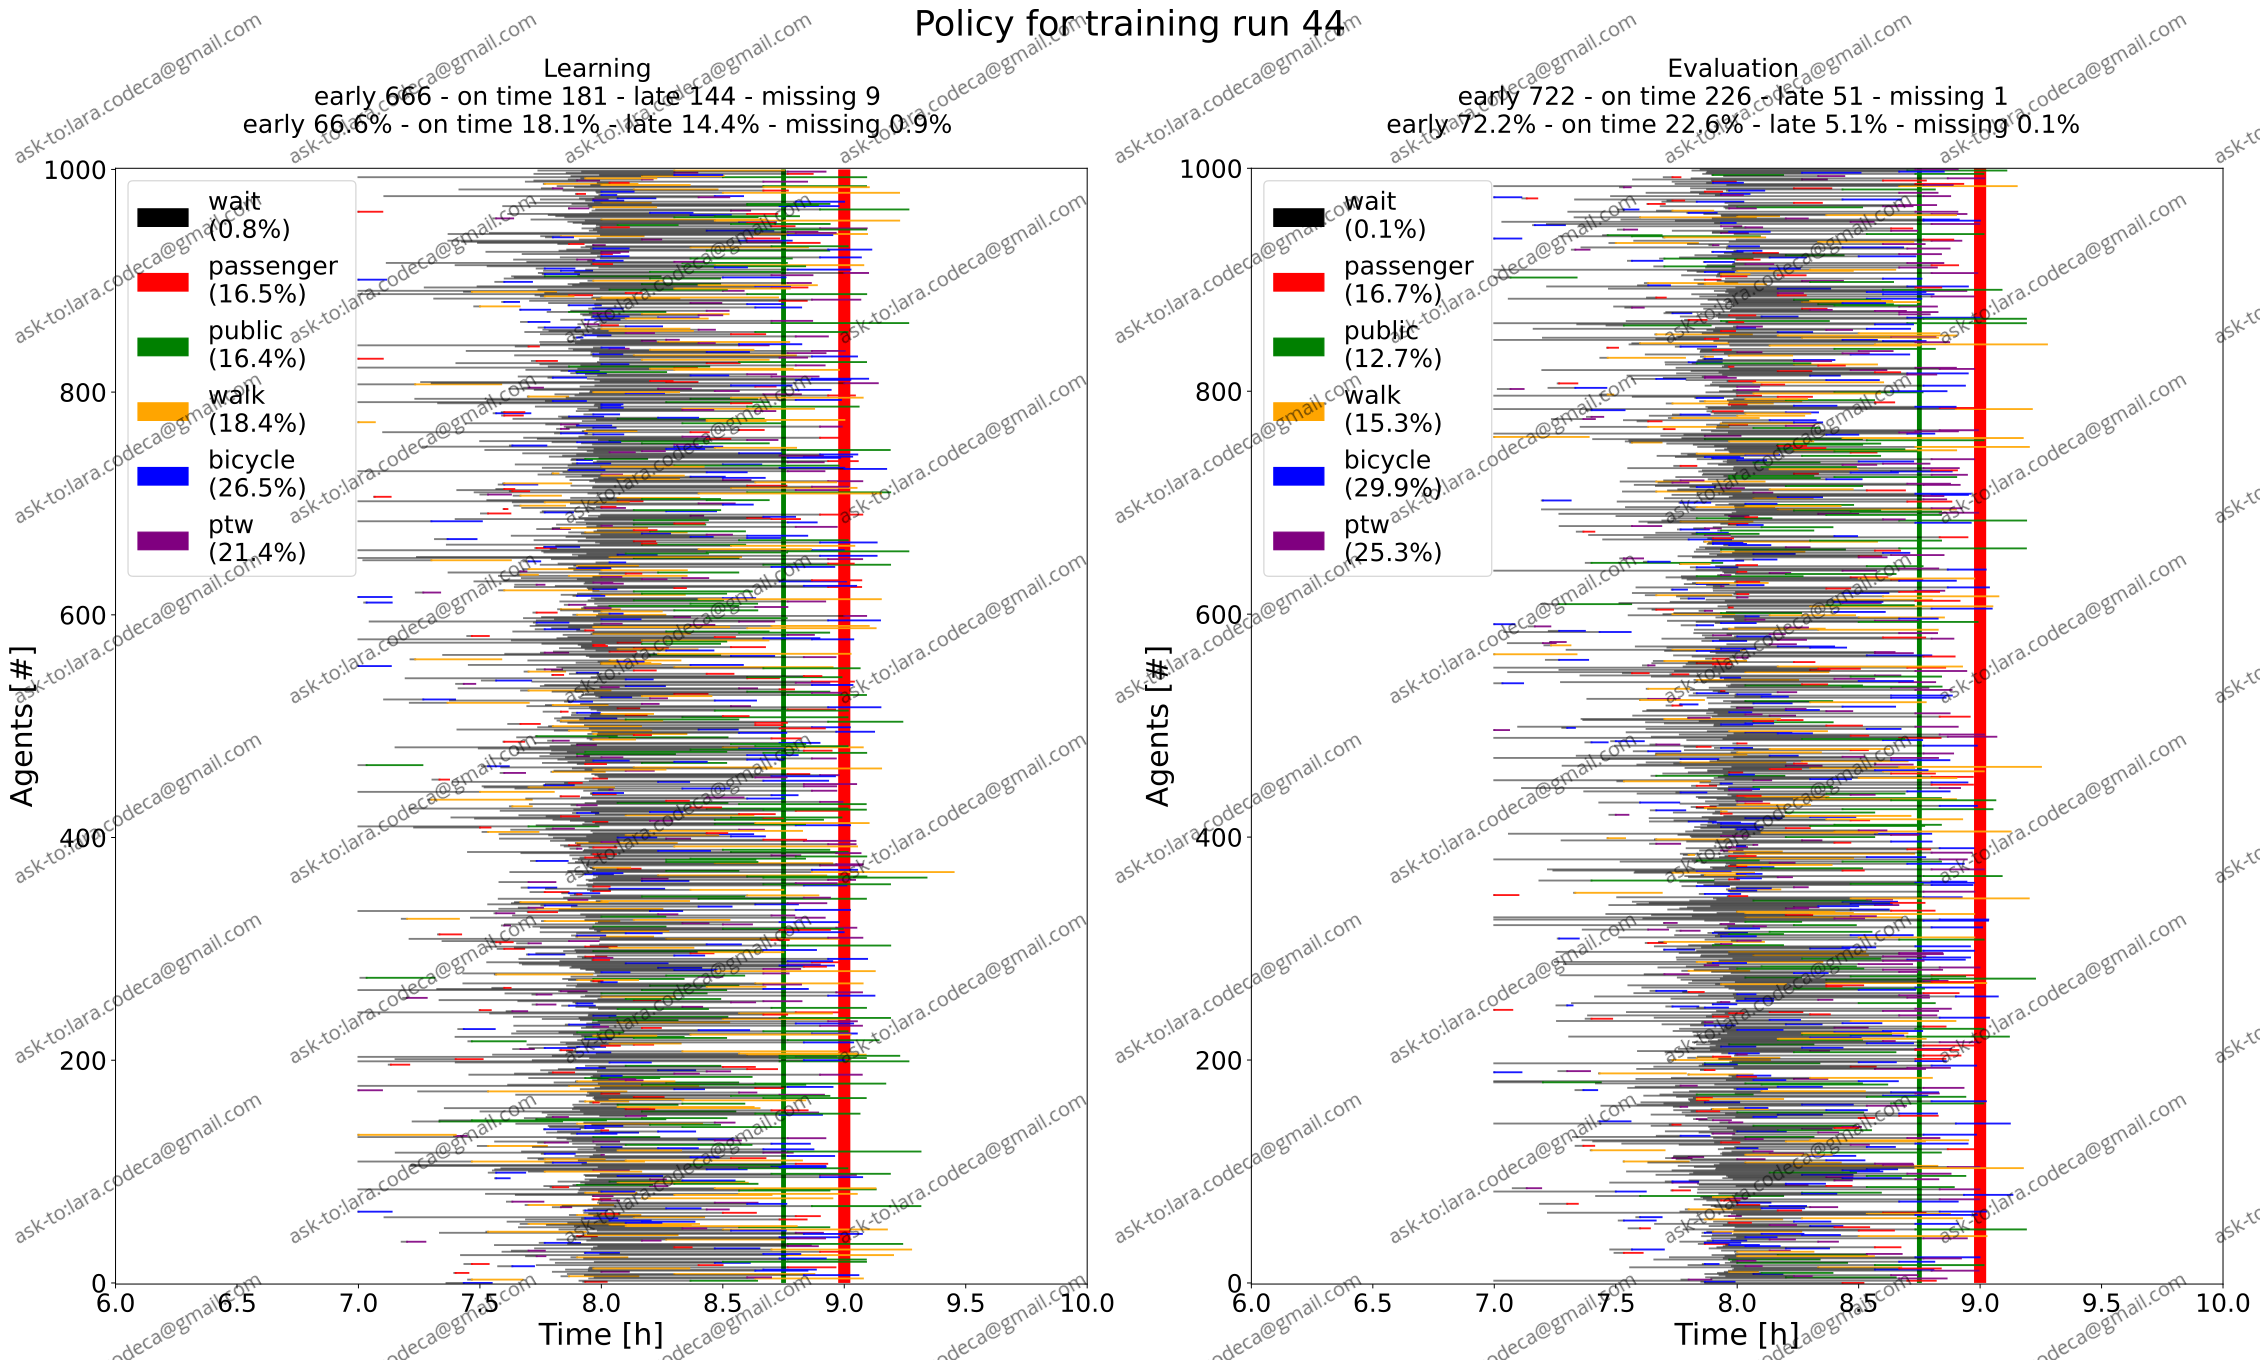 Policy for training run 44
Learning
early 666 - on time 181 - late 144 - missing 9
early 66.6% - on time 18.1% - late 14.4% - missing 0.9%
1000
800
600
400
200
0
Agents [#]
wait
(0.8%)
passenger
(16.5%)
public
(16.4%)
walk
(18.4%)
bicycle
(26.5%)
ptw
(21.4%)
6.0 6.5 7.0 7.5 8.0 8.5 9.0 9.5 10.0
Time [h]
Evaluation
early 722 - on time 226 - late 51 - missing 1
early 72.2% - on time 22.6% - late 5.1% - missing 0.1%
1000
800
600
400
200
0
Agents [#]
wait
(0.1%)
passenger
(16.7%)
public
(12.7%)
walk
(15.3%)
bicycle
(29.9%)
ptw
(25.3%)
6.0 6.5 7.0 7.5 8.0 8.5 9.0 9.5 10.0
Time [h]
ask-to:lara.codeca@gmail.com